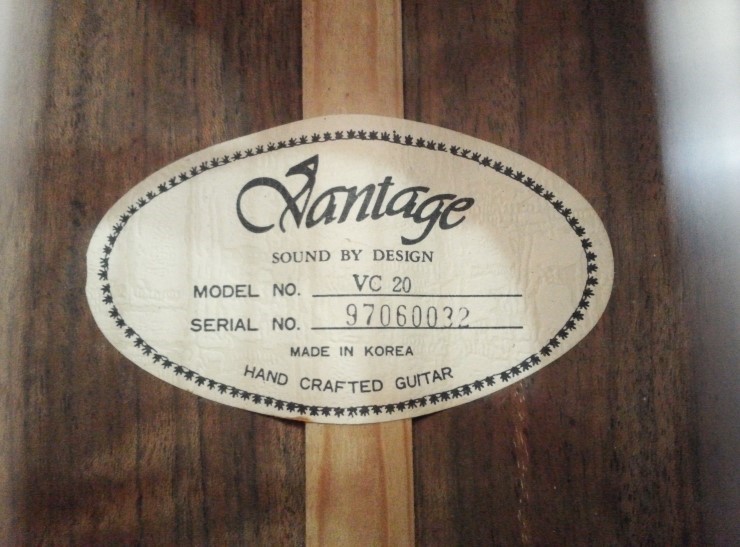 Vantage
SOUND BY DESIGN
MODEL NO. VC 20
SERIAL NO. 97060032
MADE IN KOREA
HAND CRAFTED GUITAR